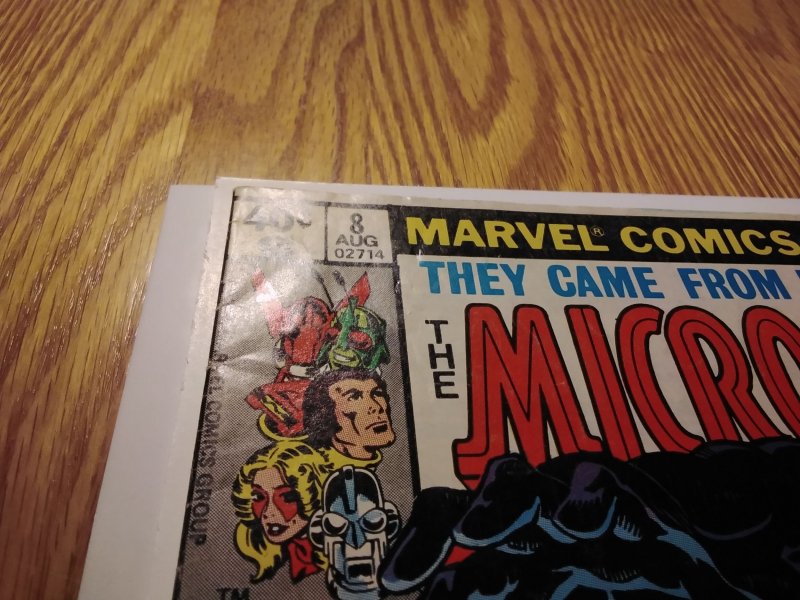 40¢
8
AUG
02714
MARVEL® COMICS
THEY CAME FROM
THE
MICRO
COMICS GROUP
TM